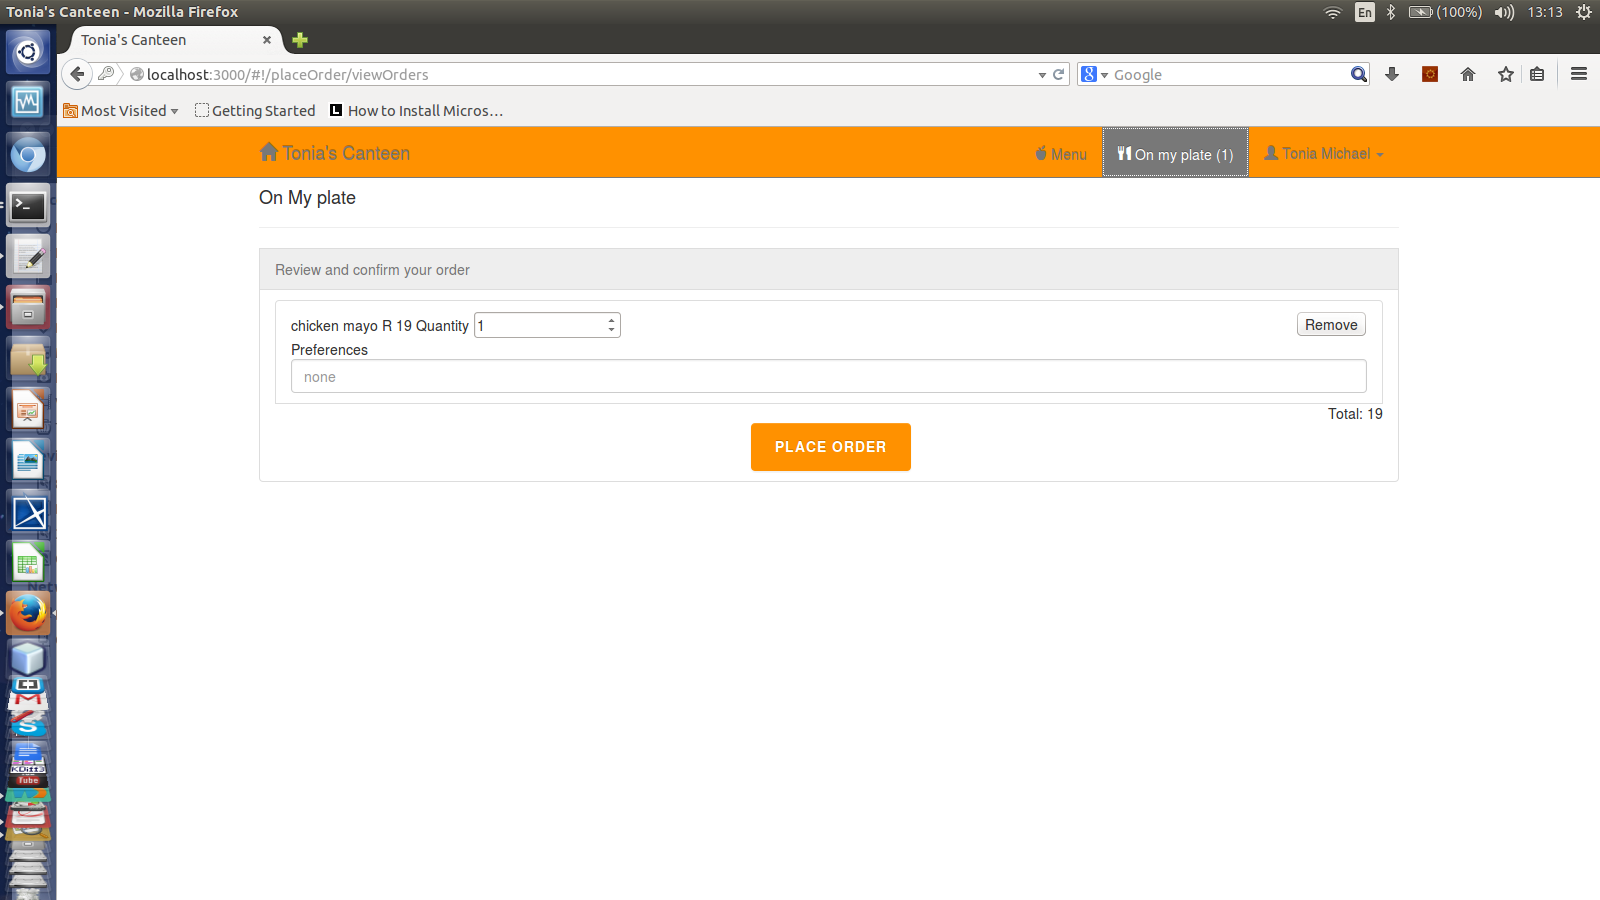 Tonia's Canteen - Mozilla Firefox
En
(100%)
13:13
Tonia's Canteen
localhost:3000/#!/placeOrder/viewOrders
8
Google
Most Visited
Getting Started
L
How to Install Micros...
Tonia's Canteen
Menu
On my plate (1)
Tonia Michael
On My plate
Review and confirm your order
chicken mayo R 19 Quantity
1
Remove
Preferences
none
Total: 19
PLACE ORDER
Tube